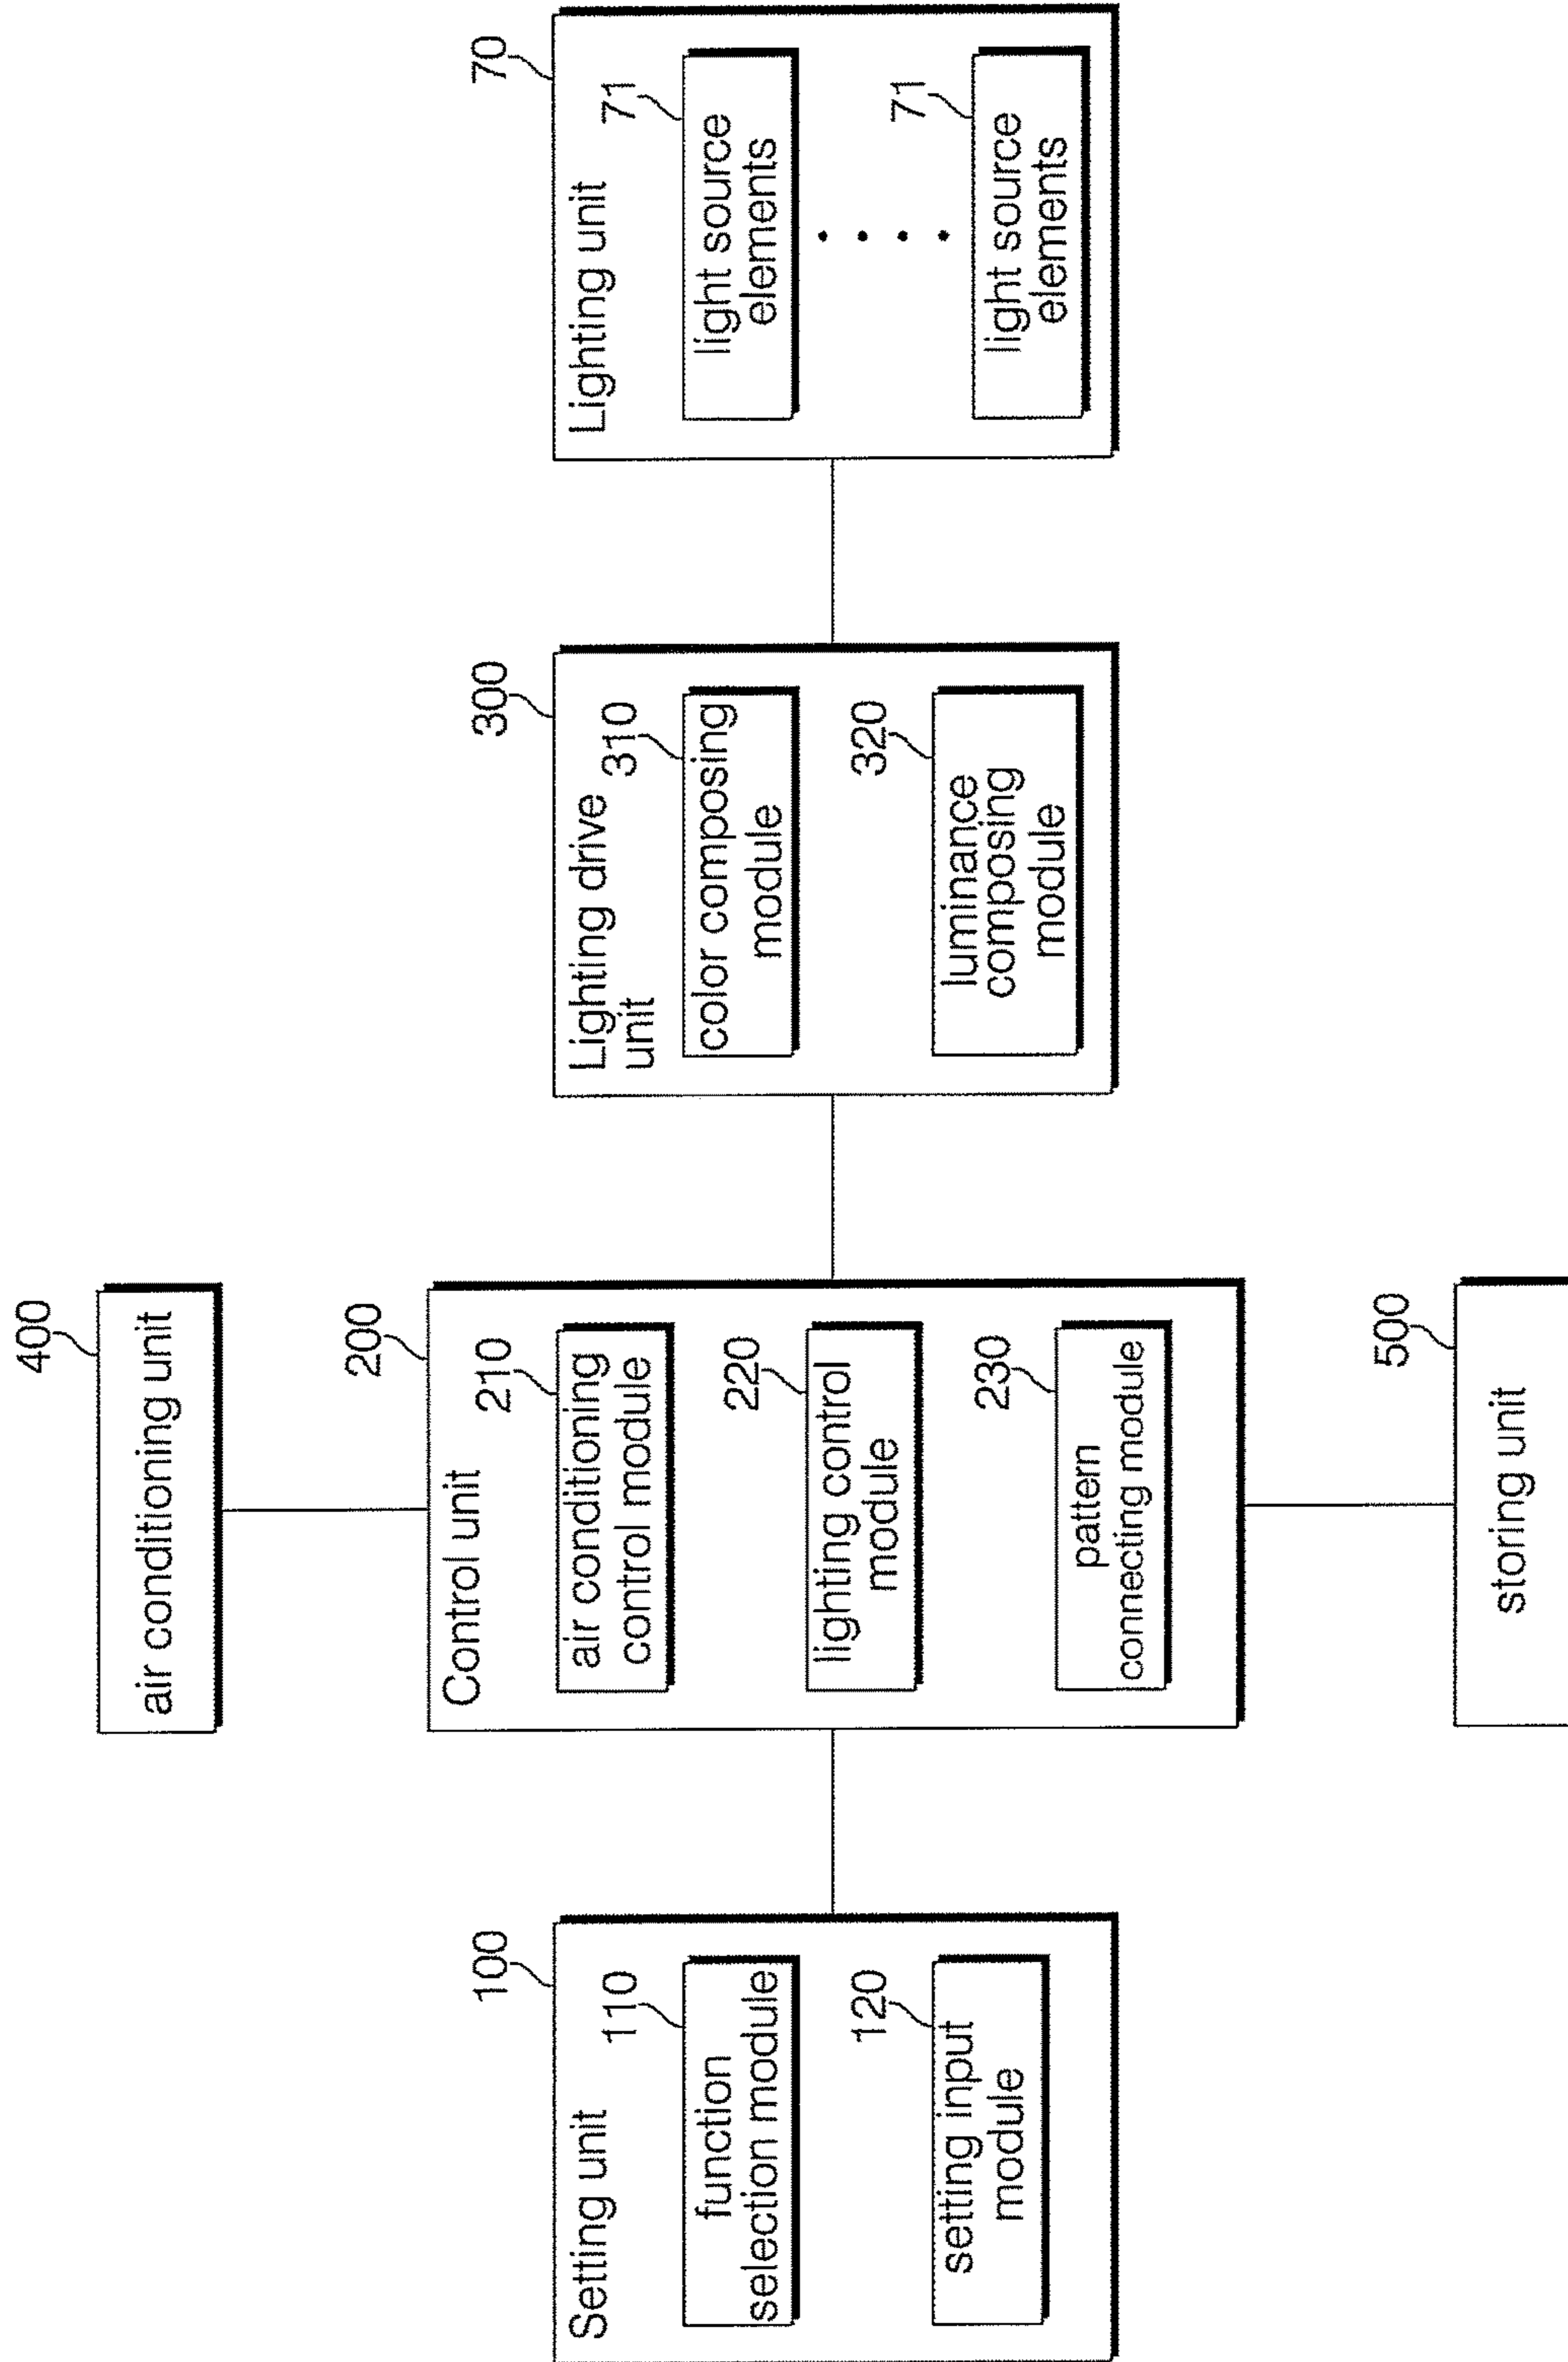 400
air conditioning unit
100
Setting unit
110
function
selection module
120
setting input
module
200
Control unit
210
air conditioning
control module
220
lighting control
module
230
pattern
connecting module
300
Lighting drive
unit
310
color composing
module
320
luminance
composing
module
70
Lighting unit
71
light source
elements
71
light source
elements
500
storing unit